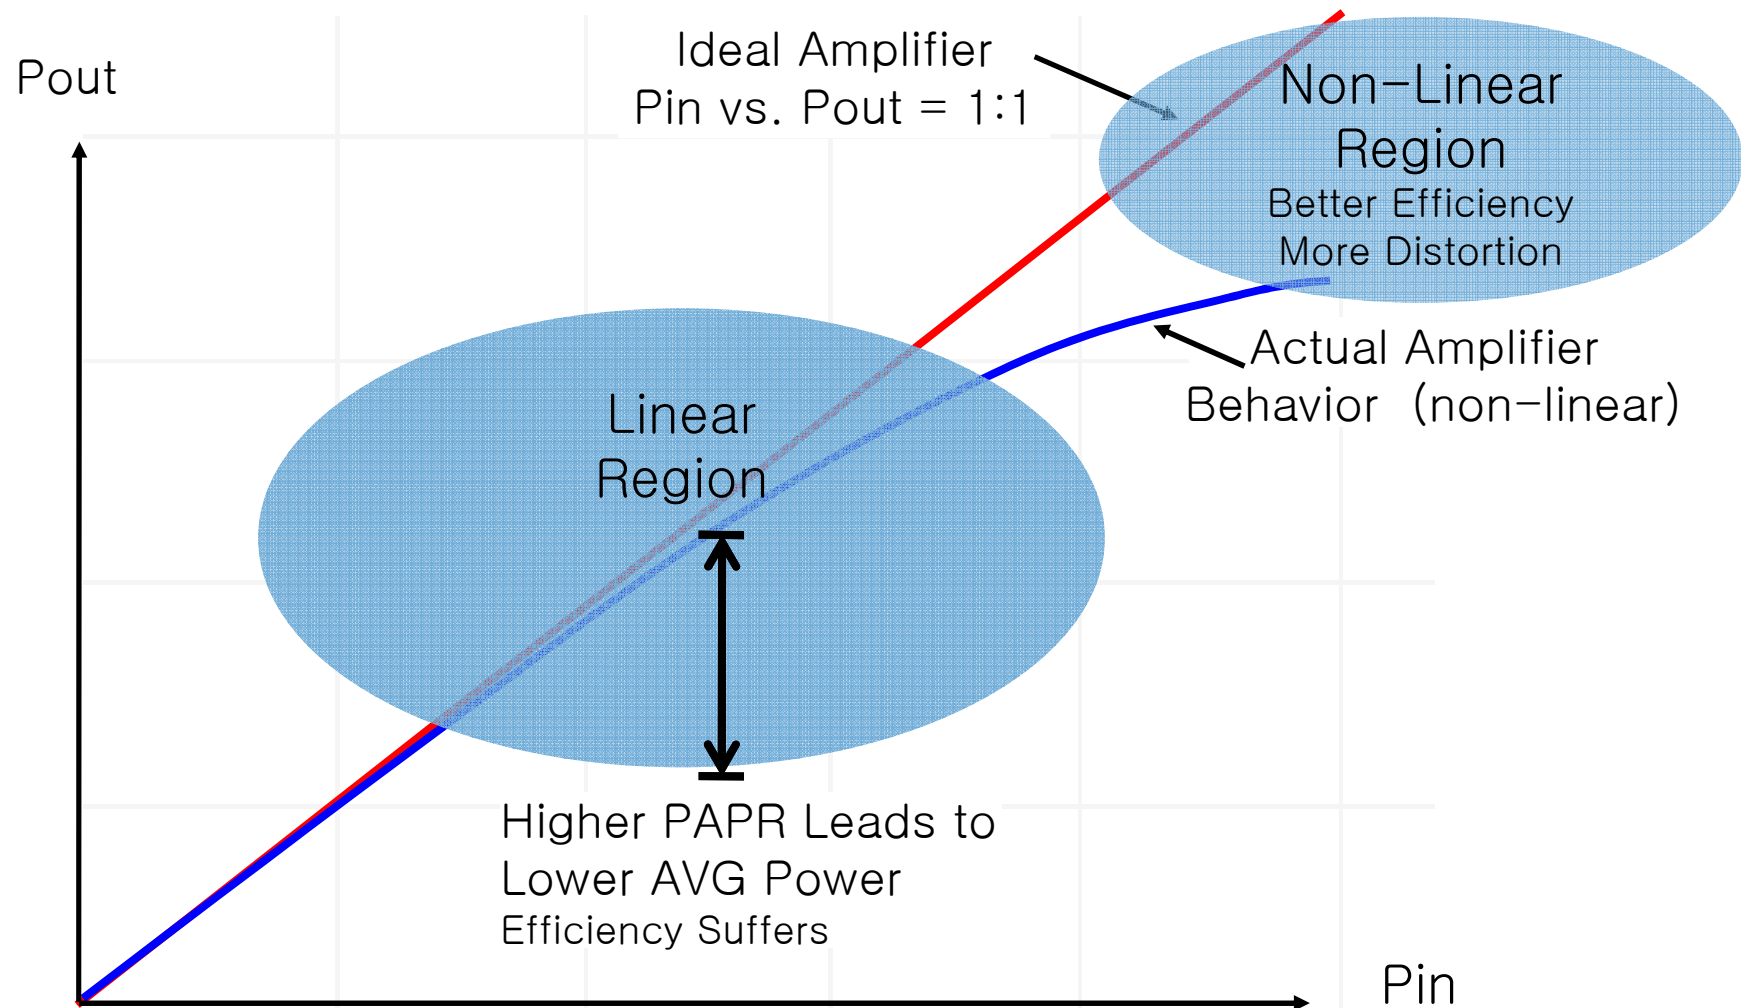 Pout
Ideal Amplifier
Pin vs. Pout = 1:1
Non-Linear
Region
Better Efficiency
More Distortion
Actual Amplifier
Behavior (non-linear)
Linear
Region
Higher PAPR Leads to
Lower AVG Power
Efficiency Suffers
Pin